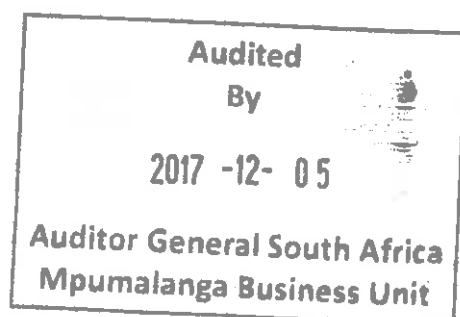 Audited
By
2017 -12- 05
Auditor General South Africa
Mpumalanga Business Unit